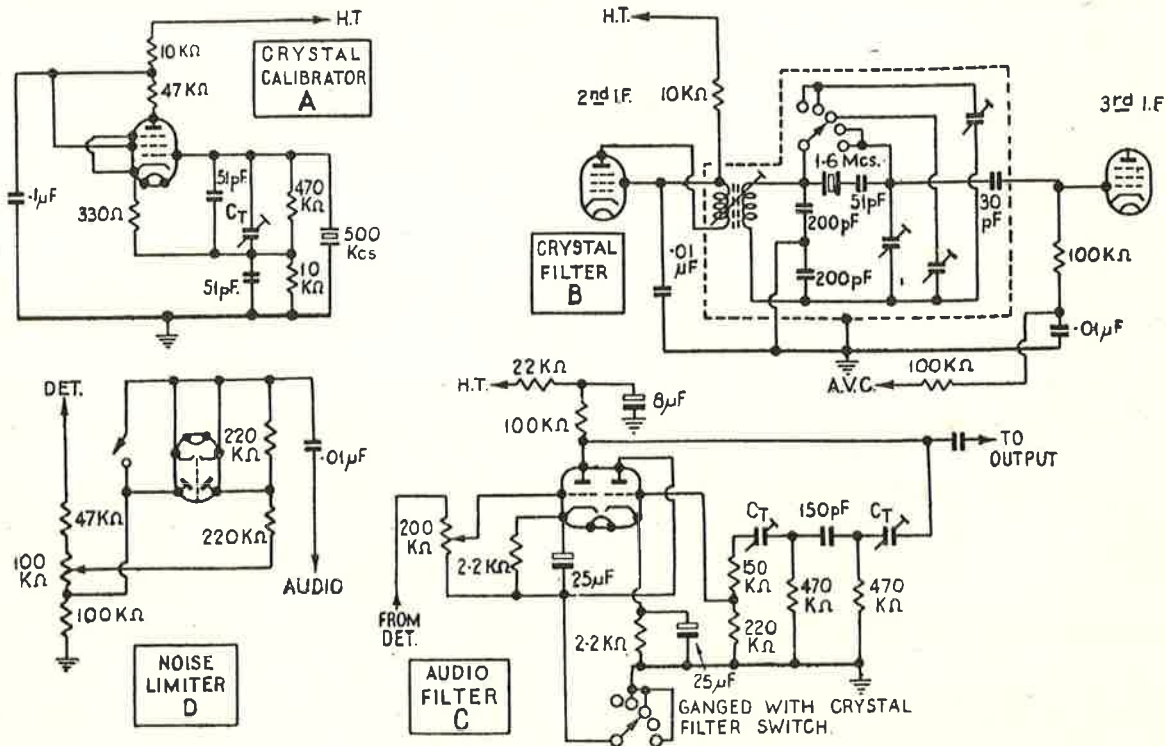 H.T
10KΩ
CRYSTAL
CALIBRATOR
A
47KΩ
·1µF
330Ω
51pF.
CT
470
KΩ
500
Kcs
51pF.
10
KΩ
H.T.
10KΩ
2nd I.F.
3rd I.F.
1·6 Mcs.
51pF
200pF
30
pF
CRYSTAL
FILTER
B
·01
µF
200pF
100KΩ
·01µF
100KΩ
A.V.C.
DET.
220
KΩ
·01µF
47KΩ
220KΩ
100
KΩ
100KΩ
AUDIO
NOISE
LIMITER
D
22KΩ
H.T.
8µF
100KΩ
TO
OUTPUT
200
KΩ
2·2KΩ
25µF
CT
150pF
CT
150
KΩ
470
KΩ
470
KΩ
FROM
DET.
2·2KΩ
220
KΩ
25µF
AUDIO
FILTER
C
GANGED WITH CRYSTAL
FILTER SWITCH.